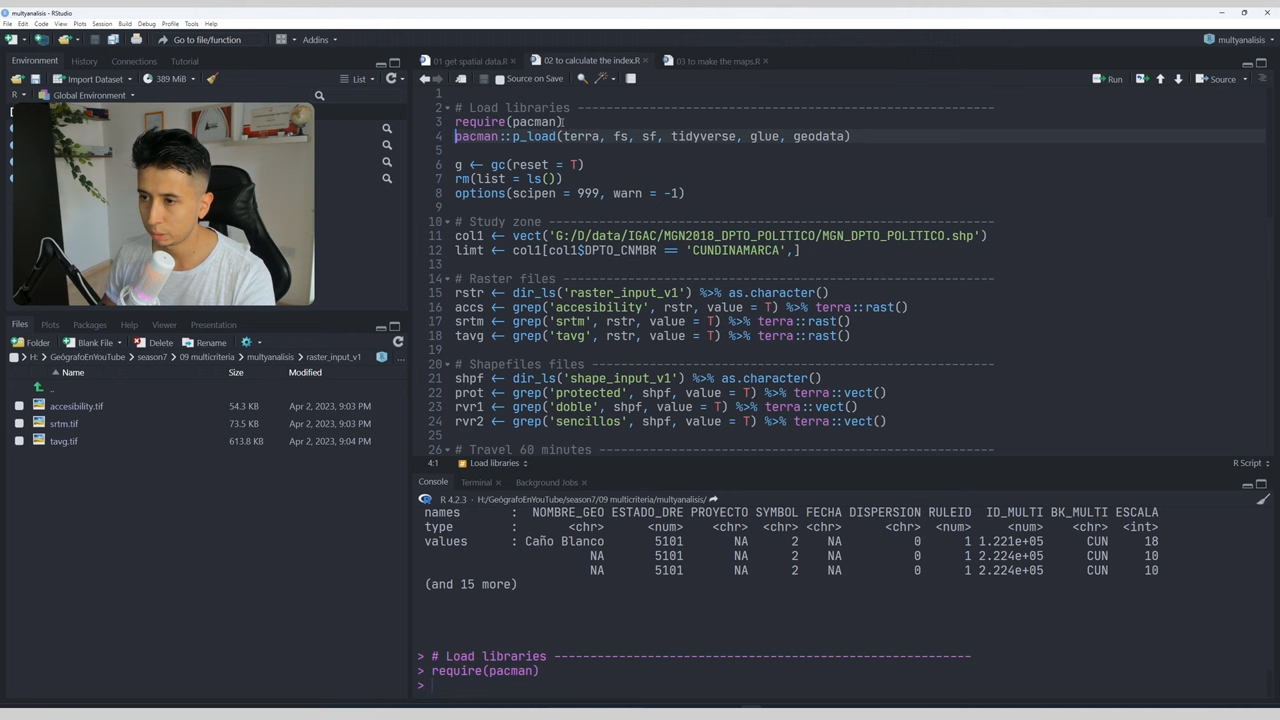 multyanalisis - RStudio
File Edit Code View Plots Session Build Debug Profile Tools Help
Go to file/function Addins multyanalisis
Environment History Connections Tutorial
Import Dataset 389 MiB List
R Global Environment
01 get spatial data.R 02 to calculate the index.R 03 to make the maps.R
Source on Save Run Source
1
2 # Load libraries ----------------------------------------------------------
3 require(pacman)
4 pacman::p_load(terra, fs, sf, tidyverse, glue, geodata)
5
6 g <- gc(reset = T)
7 rm(list = ls())
8 options(scipen = 999, warn = -1)
9
10 # Study zone --------------------------------------------------------------
11 col1 <- vect('G:/D/data/IGAC/MGN2018_DPTO_POLITICO/MGN_DPTO_POLITICO.shp')
12 limt <- col1[col1$DPTO_CNMBR == 'CUNDINAMARCA',]
13
14 # Raster files ------------------------------------------------------------
15 rstr <- dir_ls('raster_input_v1') %>% as.character()
16 accs <- grep('accesibility', rstr, value = T) %>% terra::rast()
17 srtm <- grep('srtm', rstr, value = T) %>% terra::rast()
18 tavg <- grep('tavg', rstr, value = T) %>% terra::rast()
19
20 # Shapefiles files --------------------------------------------------------
21 shpf <- dir_ls('shape_input_v1') %>% as.character()
22 prot <- grep('protected', shpf, value = T) %>% terra::vect()
23 rvr1 <- grep('doble', shpf, value = T) %>% terra::vect()
24 rvr2 <- grep('sencillos', shpf, value = T) %>% terra::vect()
25
26 # Travel 60 minutes -------------------------------------------------------
4:1 Load libraries R Script
Files Plots Packages Help Viewer Presentation
Folder Blank File Delete Rename
H: GeógrafoEnYouTube season7 09 multicriteria multyanalisis raster_input_v1
Name Size Modified
..
accesibility.tif 54.3 KB Apr 2, 2023, 9:03 PM
srtm.tif 73.5 KB Apr 2, 2023, 9:03 PM
tavg.tif 613.8 KB Apr 2, 2023, 9:04 PM
Console Terminal Background Jobs
R 4.2.3 · H:/GeógrafoEnYouTube/season7/09 multicriteria/multyanalisis/
names : NOMBRE_GEO ESTADO_DRE PROYECTO SYMBOL FECHA DISPERSION RULEID ID_MULTI BK_MULTI ESCALA
type : <chr> <num> <chr> <chr> <chr> <chr> <num> <num> <chr> <int>
values : Caño Blanco 5101 NA 2 NA 0 1 1.221e+05 CUN 18
NA 5101 NA 2 NA 0 1 2.224e+05 CUN 10
NA 5101 NA 2 NA 0 1 2.224e+05 CUN 10
(and 15 more)
> # Load libraries ----------------------------------------------------------
> require(pacman)
>